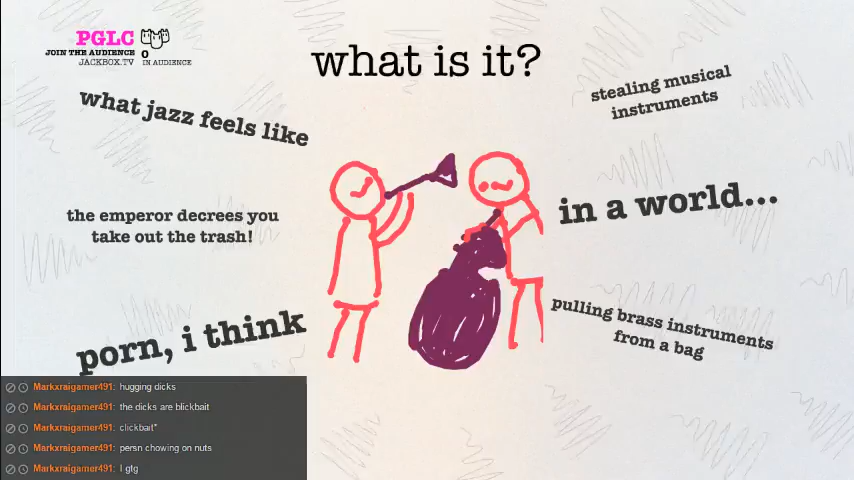 PGLC
JOIN THE AUDIENCE
JACKBOX.TV
0
IN AUDIENCE
what is it?
what jazz feels like
stealing musical
instruments
the emperor decrees you
take out the trash!
in a world...
porn, i think
pulling brass instruments
from a bag
Markxraigamer491: hugging dicks
Markxraigamer491: the dicks are blickbait
Markxraigamer491: clickbait*
Markxraigamer491: persn chowing on nuts
Markxraigamer491: I gtg